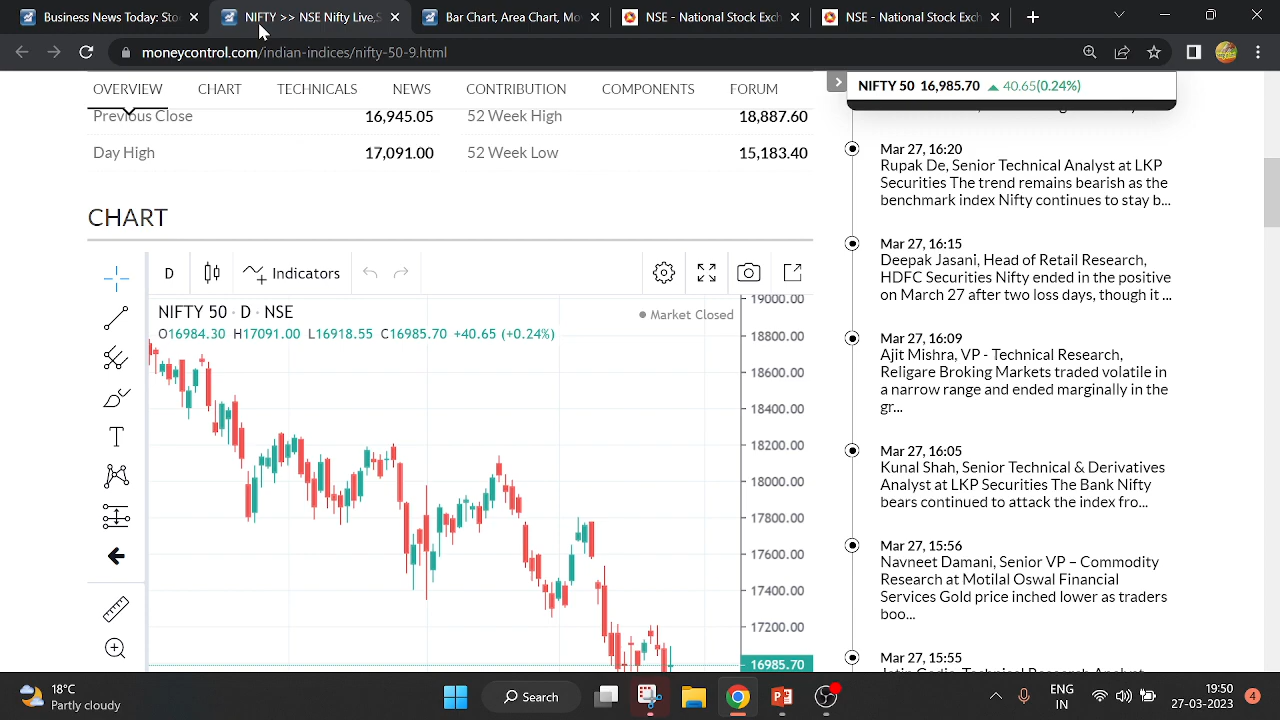 Business News Today: Sto
NIFTY >> NSE Nifty Live,S
Bar Chart, Area Chart,
NSE - National Stock Exch
NSE - National Stock Exch
moneycontrol.com/indian-indices/nifty-50-9.html
OVERVIEW CHART TECHNICALS NEWS CONTRIBUTION COMPONENTS FORUM
Previous Close 16,945.05 52 Week High 18,887.60
Day High 17,091.00 52 Week Low 15,183.40
CHART
D Indicators
NIFTY 50 · D · NSE
Market Closed
O16984.30 H17091.00 L16918.55 C16985.70 +40.65 (+0.24%)
19000.00
18800.00
18600.00
18400.00
18200.00
18000.00
17800.00
17600.00
17400.00
17200.00
16985.70
NIFTY 50 16,985.70 ▲ 40.65(0.24%)
Mar 27, 16:20
Rupak De, Senior Technical Analyst at LKP
Securities The trend remains bearish as the
benchmark index Nifty continues to stay b...
Mar 27, 16:15
Deepak Jasani, Head of Retail Research,
HDFC Securities Nifty ended in the positive
on March 27 after two loss days, though it ...
Mar 27, 16:09
Ajit Mishra, VP - Technical Research,
Religare Broking Markets traded volatile in
a narrow range and ended marginally in the
gr...
Mar 27, 16:05
Kunal Shah, Senior Technical & Derivatives
Analyst at LKP Securities The Bank Nifty
bears continued to attack the index fro...
Mar 27, 15:56
Navneet Damani, Senior VP – Commodity
Research at Motilal Oswal Financial
Services Gold price inched lower as traders
boo...
Mar 27, 15:55
18°C
Partly cloudy
Search
ENG
IN
19:50
27-03-2023
4